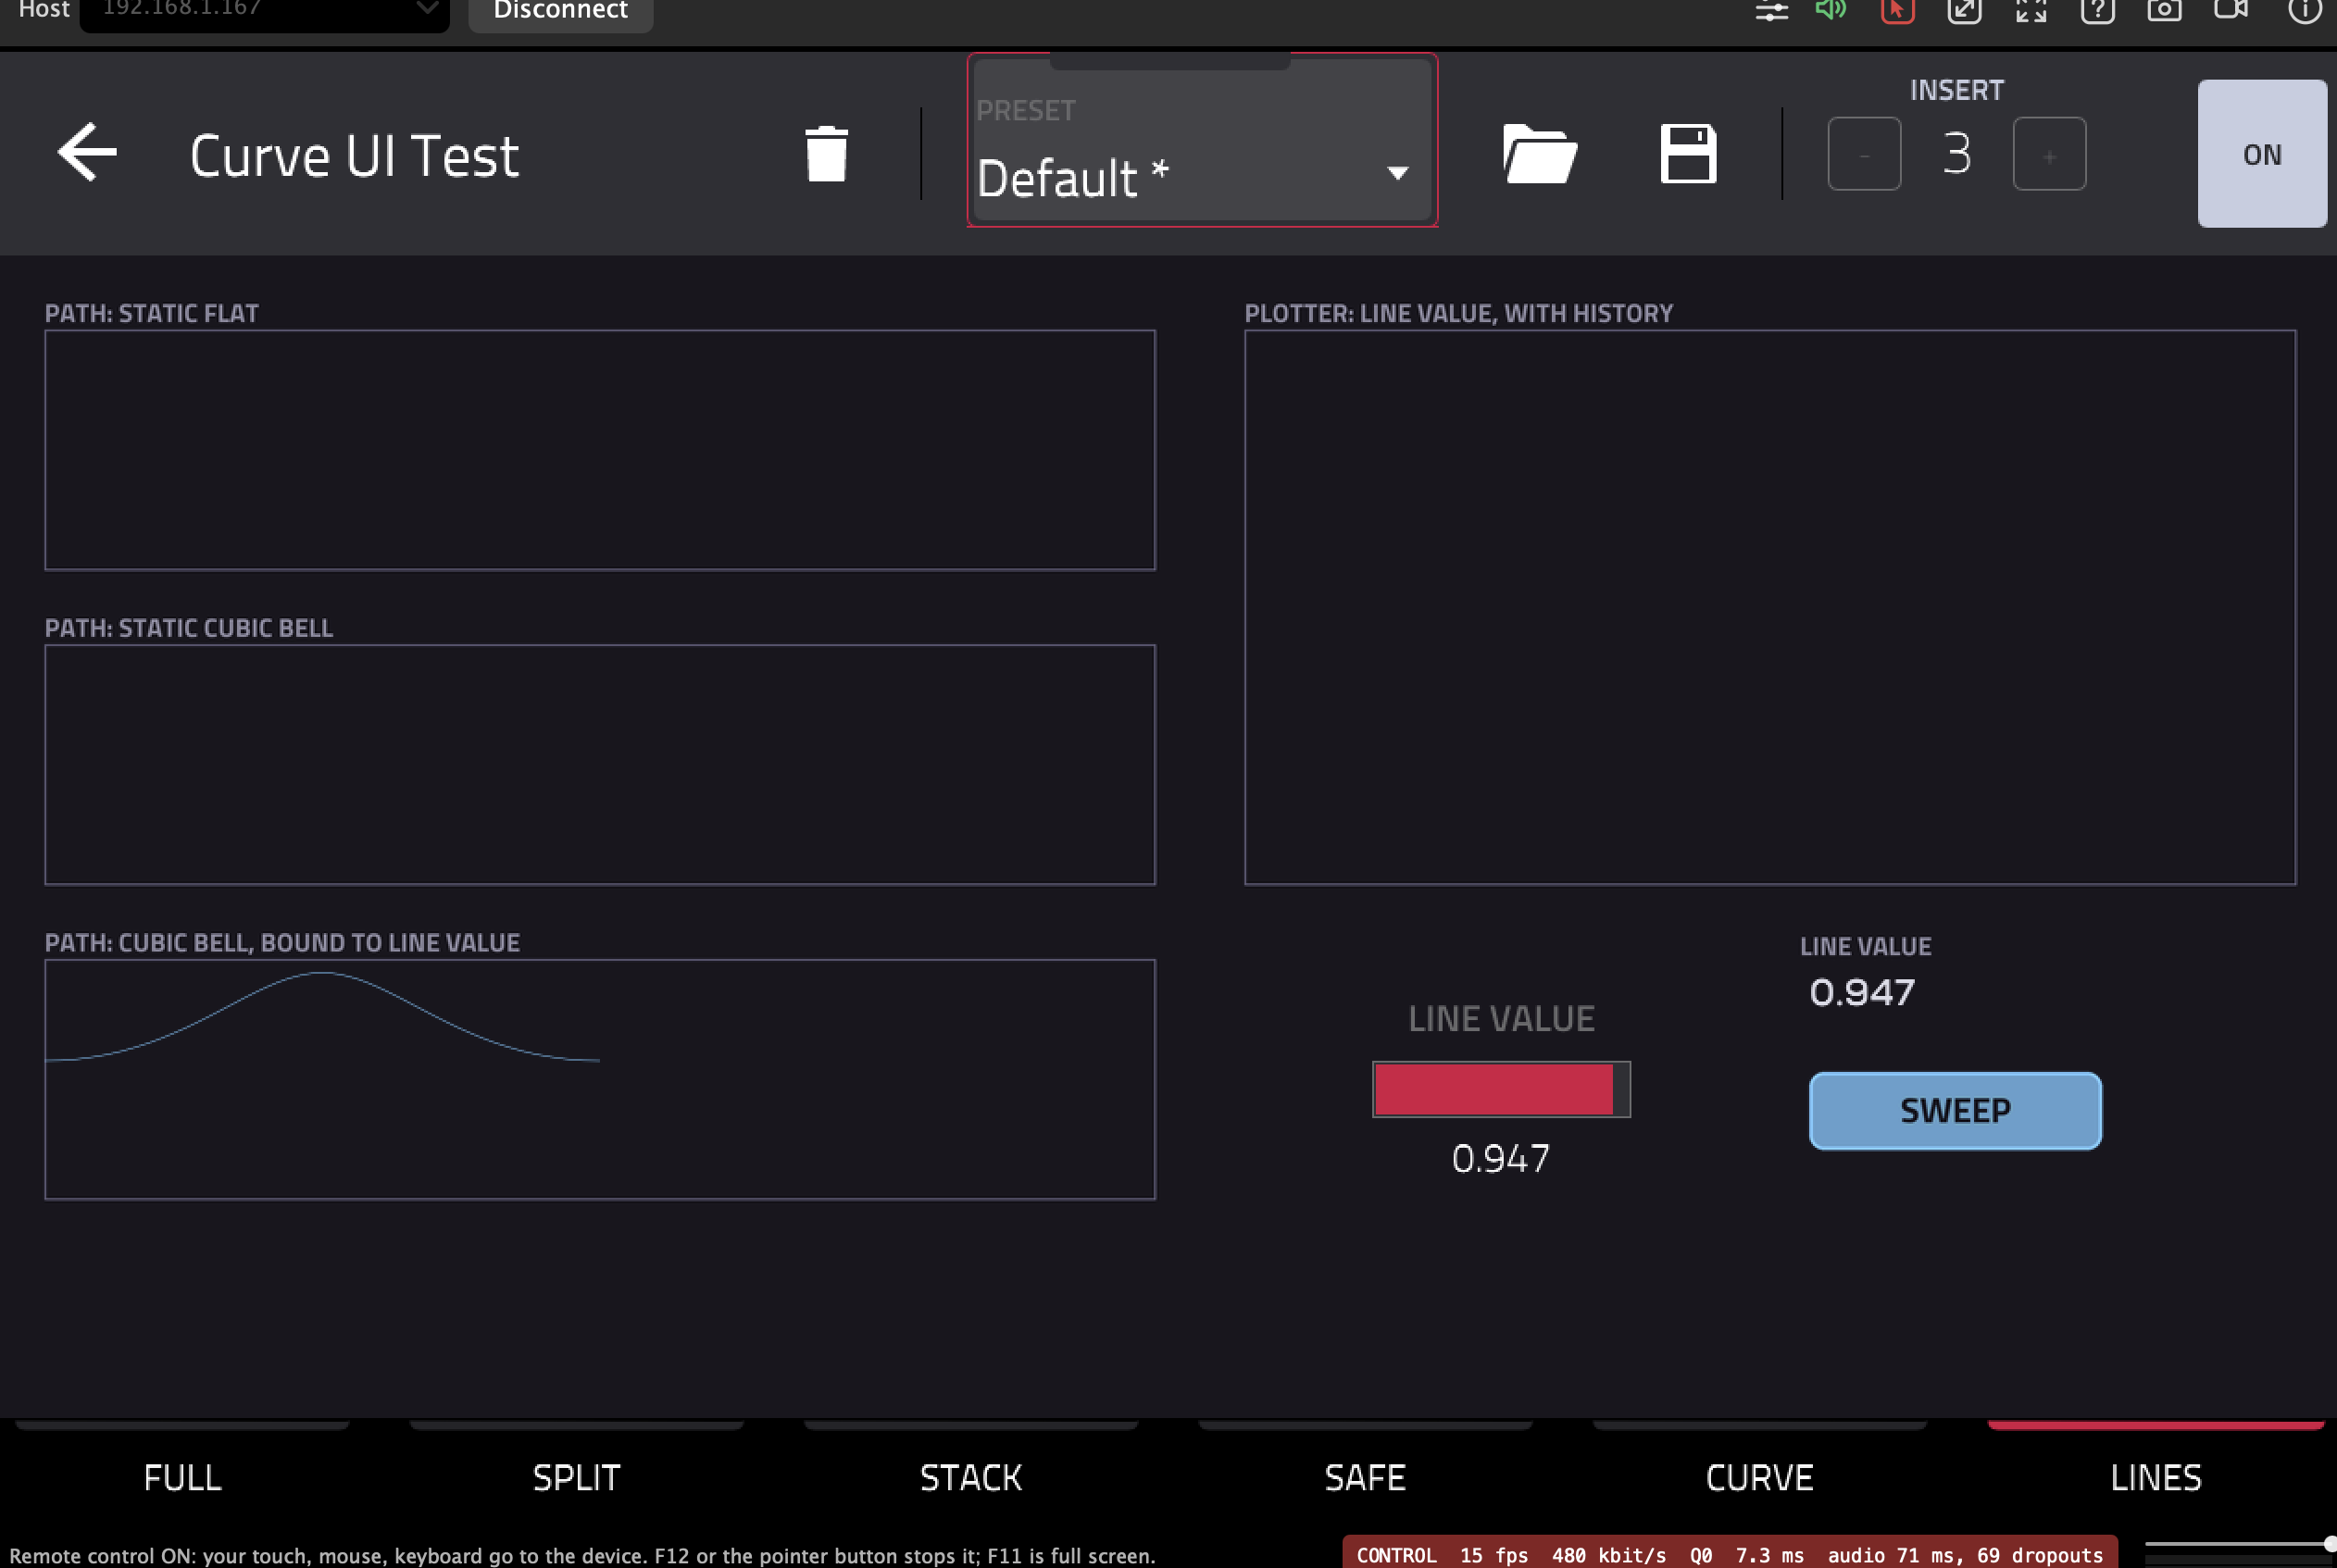 Host 192.168.1.167 Disconnect
INSERT
PRESET
Curve UI Test
Default *
- 3 +
ON
PATH: STATIC FLAT
PLOTTER: LINE VALUE, WITH HISTORY
PATH: STATIC CUBIC BELL
PATH: CUBIC BELL, BOUND TO LINE VALUE
LINE VALUE
0.947
LINE VALUE
0.947
SWEEP
FULL SPLIT STACK SAFE CURVE LINES
Remote control ON: your touch, mouse, keyboard go to the device. F12 or the pointer button stops it; F11 is full screen.
CONTROL 15 fps 480 kbit/s Q0 7.3 ms audio 71 ms, 69 dropouts